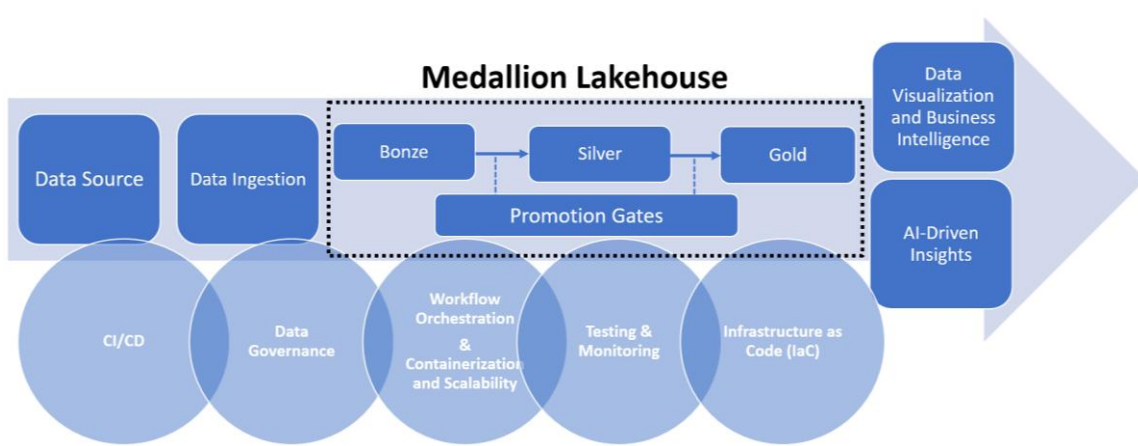 Medallion Lakehouse
Data Source
Data Ingestion
Bonze
Silver
Gold
Promotion Gates
Data
Visualization
and Business
Intelligence
AI-Driven
Insights
CI/CD
Data
Governance
Workflow
Orchestration
&
Containerization
and Scalability
Testing &
Monitoring
Infrastructure as
Code (IaC)